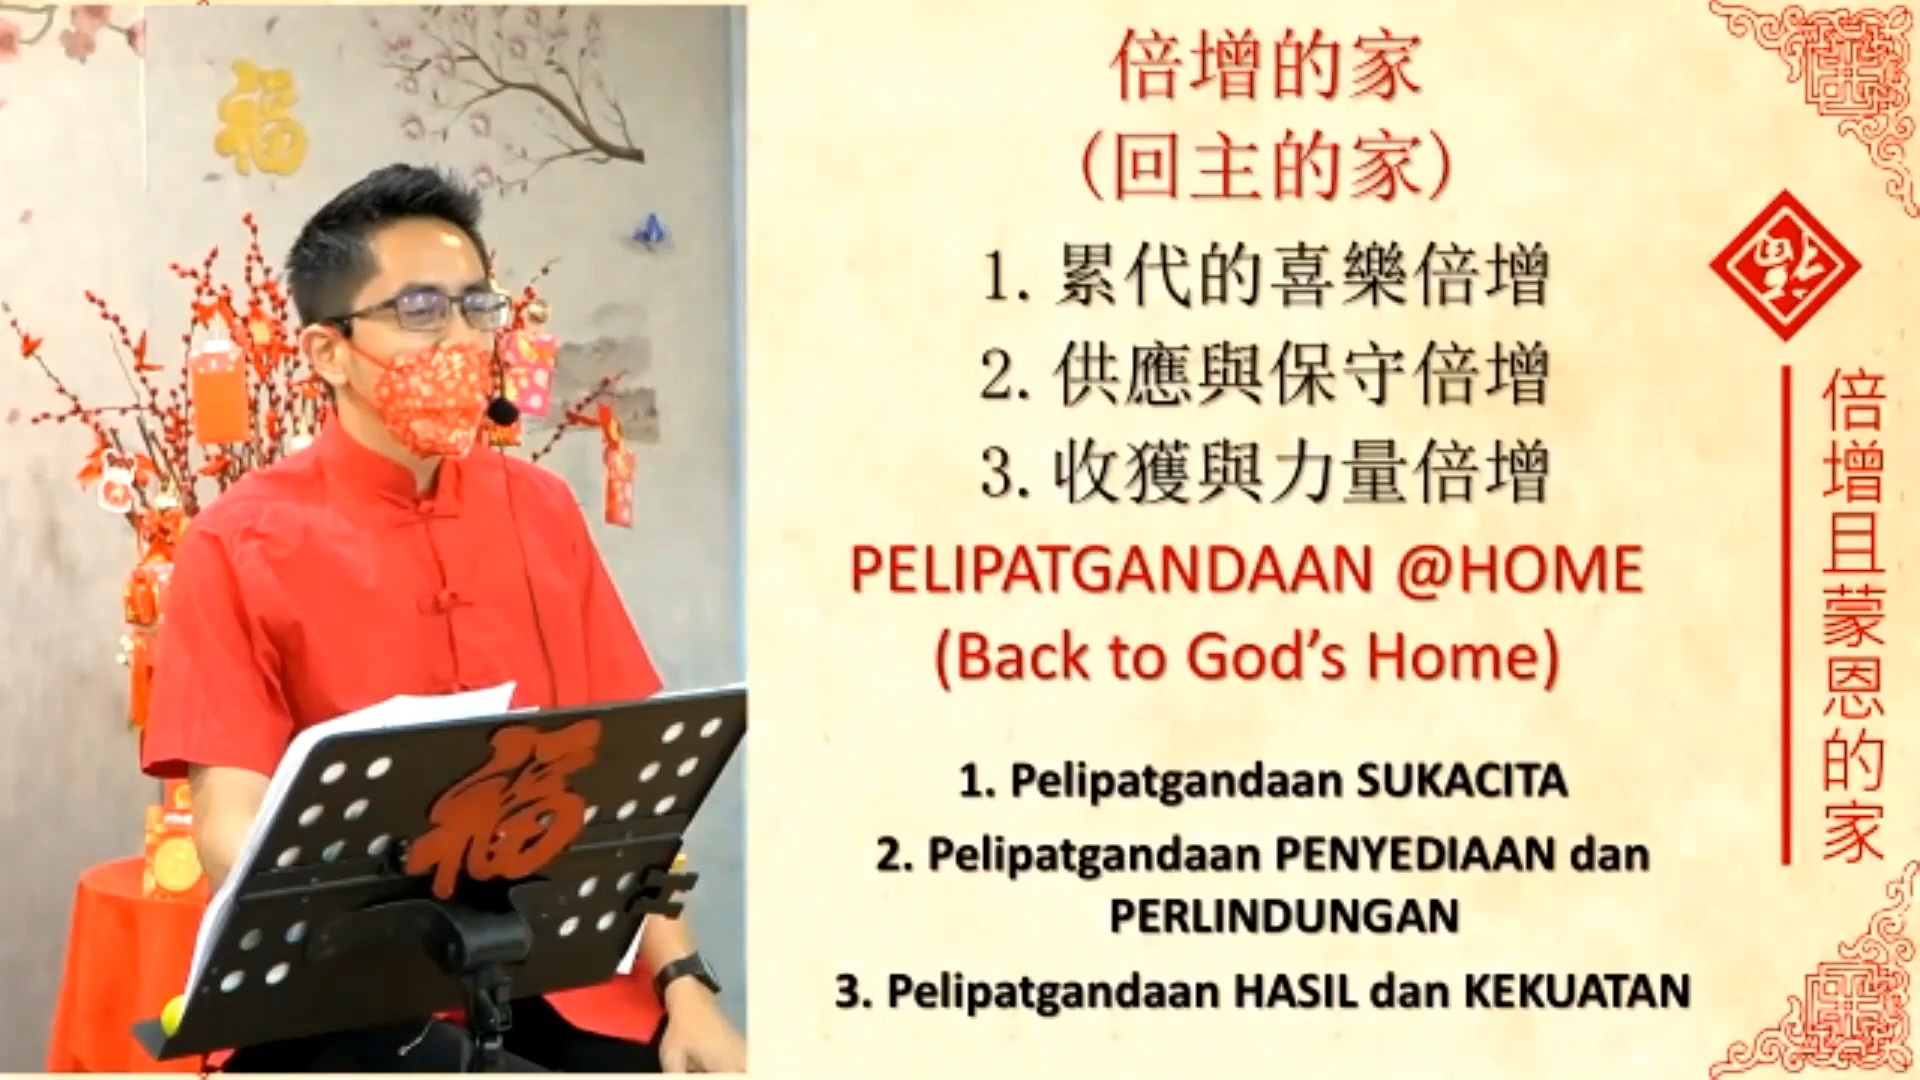 福
倍增的家
(回主的家)
1. 累代的喜樂倍增
2. 供應與保守倍增
3. 收獲與力量倍增
PELIPATGANDAAN @HOME
(Back to God’s Home)
1. Pelipatgandaan SUKACITA
2. Pelipatgandaan PENYEDIAAN dan
PERLINDUNGAN
3. Pelipatgandaan HASIL dan KEKUATAN
福
福
倍增且蒙恩的家